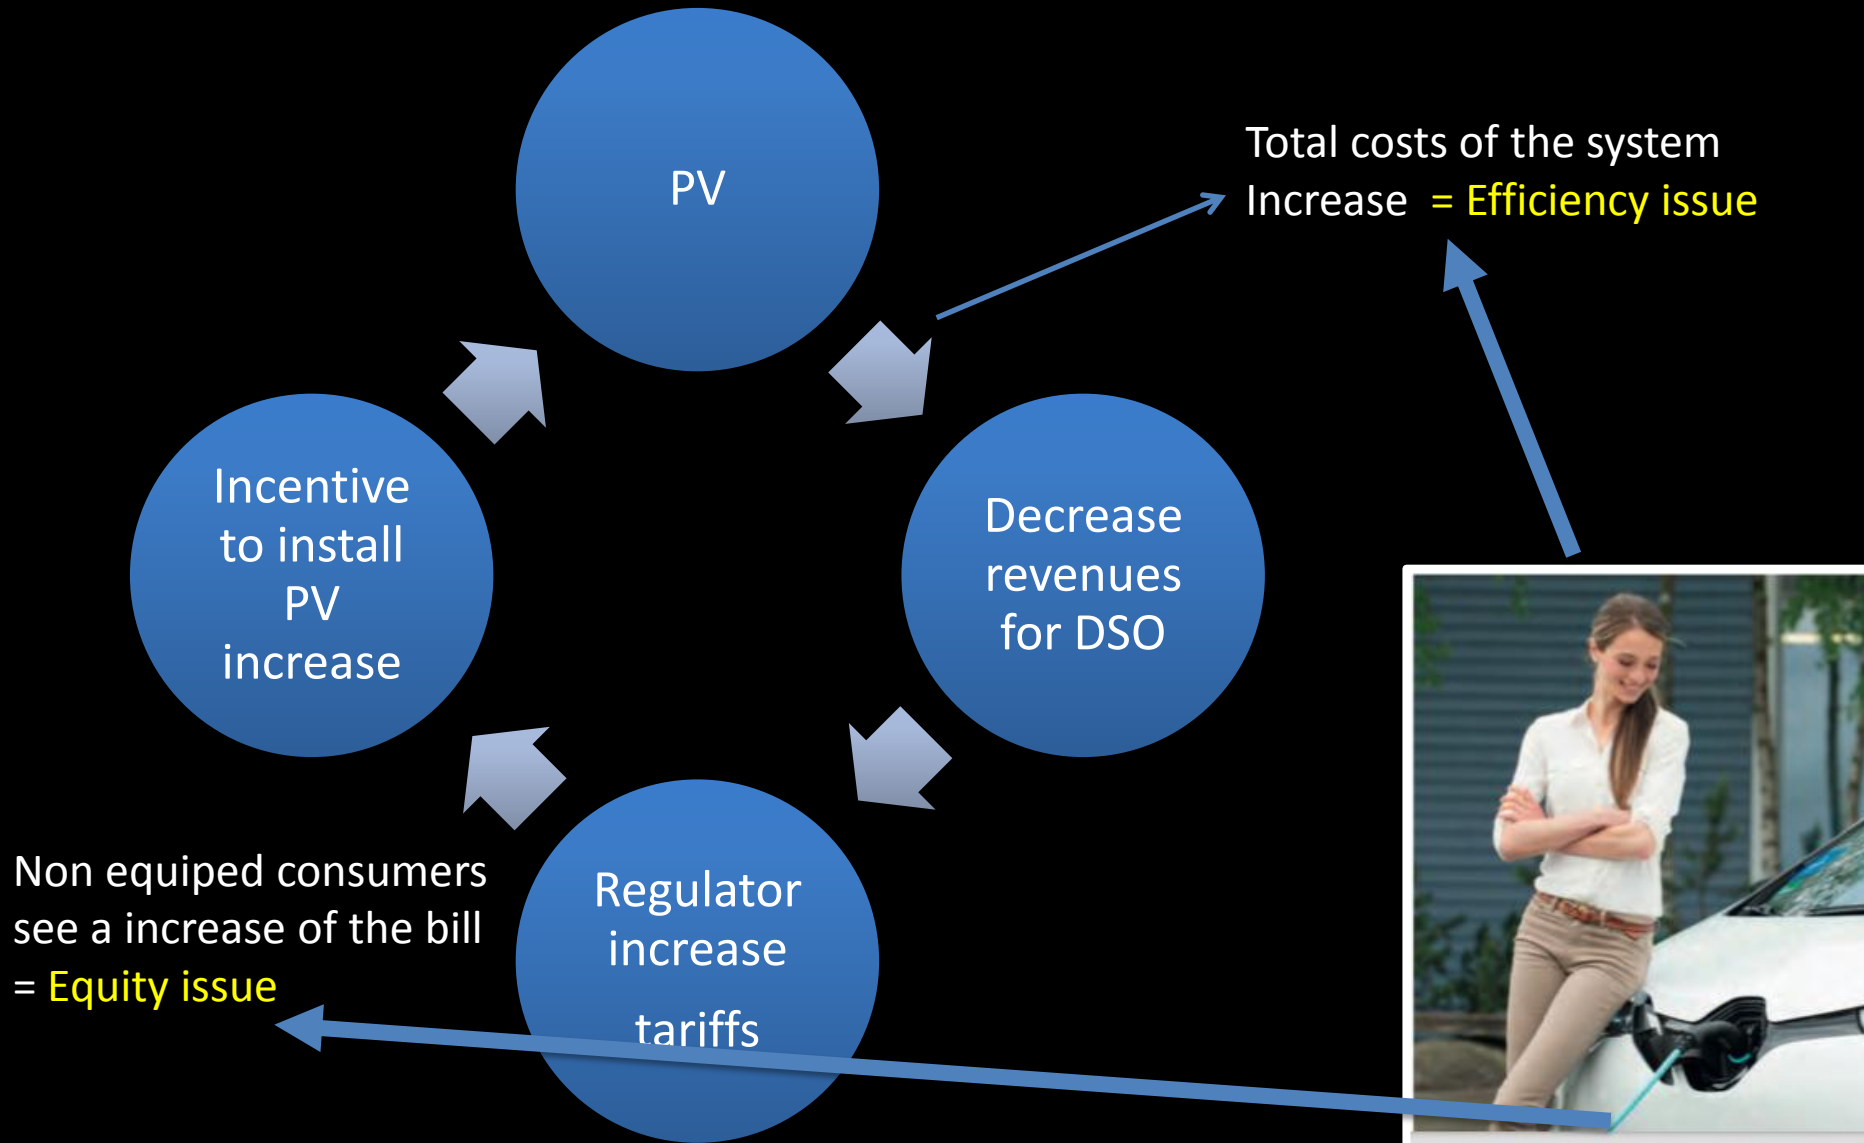 PV
Total costs of the system
Increase  = Efficiency issue
Decrease
revenues
for DSO
Regulator
increase
tariffs
Incentive
to install
PV
increase
Non equiped consumers
see a increase of the bill
= Equity issue